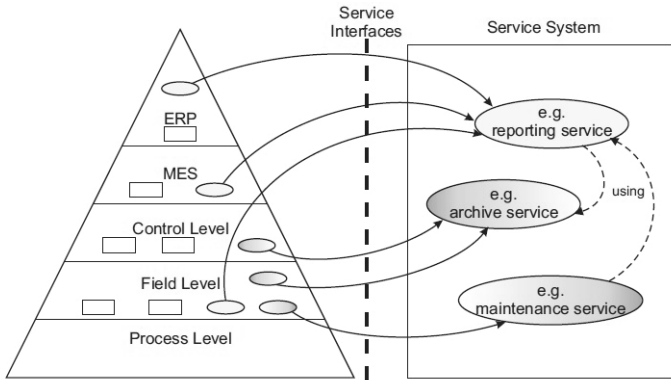 Service
Interfaces
Service System
ERP
MES
Control Level
Field Level
Process Level
e.g.
reporting service
e.g.
archive service
using
e.g.
maintenance service